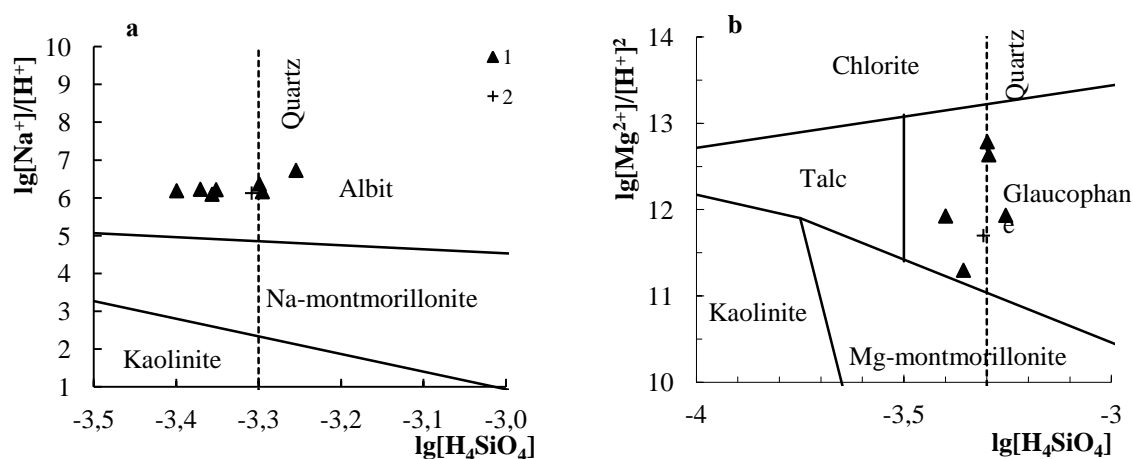 a
lg[Na⁺]/[H⁺]
10
9
8
7
6
5
4
3
2
1
Quartz
1
2
Albit
Na-montmorillonite
Kaolinite
-3,5
-3,4
-3,3
-3,2
-3,1
-3,0
lg[H₄SiO₄]
b
lg[Mg²⁺]/[H⁺]²
14
13
12
11
10
Chlorite
Quartz
Talc
Glaucophan
e
Kaolinite
Mg-montmorillonite
-4
-3,5
-3
lg[H₄SiO₄]